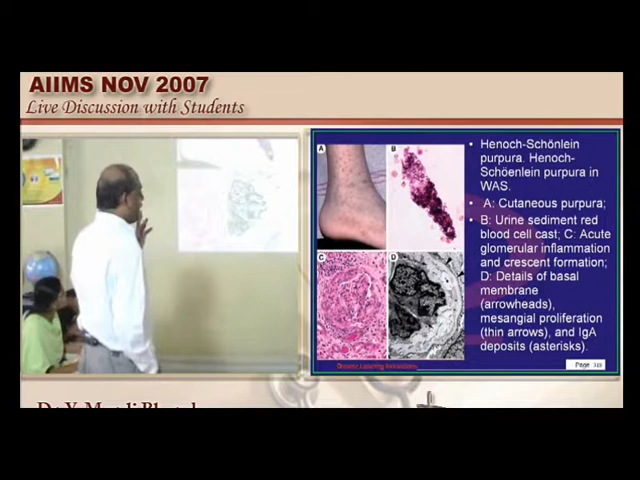 AIIMS NOV 2007
Live Discussion with Students
A
B
C
D
• Henoch-Schönlein
purpura. Henoch-
Schöenlein purpura in
WAS.
• A: Cutaneous purpura;
• B: Urine sediment red
blood cell cast; C: Acute
glomerular inflammation
and crescent formation;
D: Details of basal
membrane
(arrowheads),
mesangial proliferation
(thin arrows), and IgA
deposits (asterisks).
Page